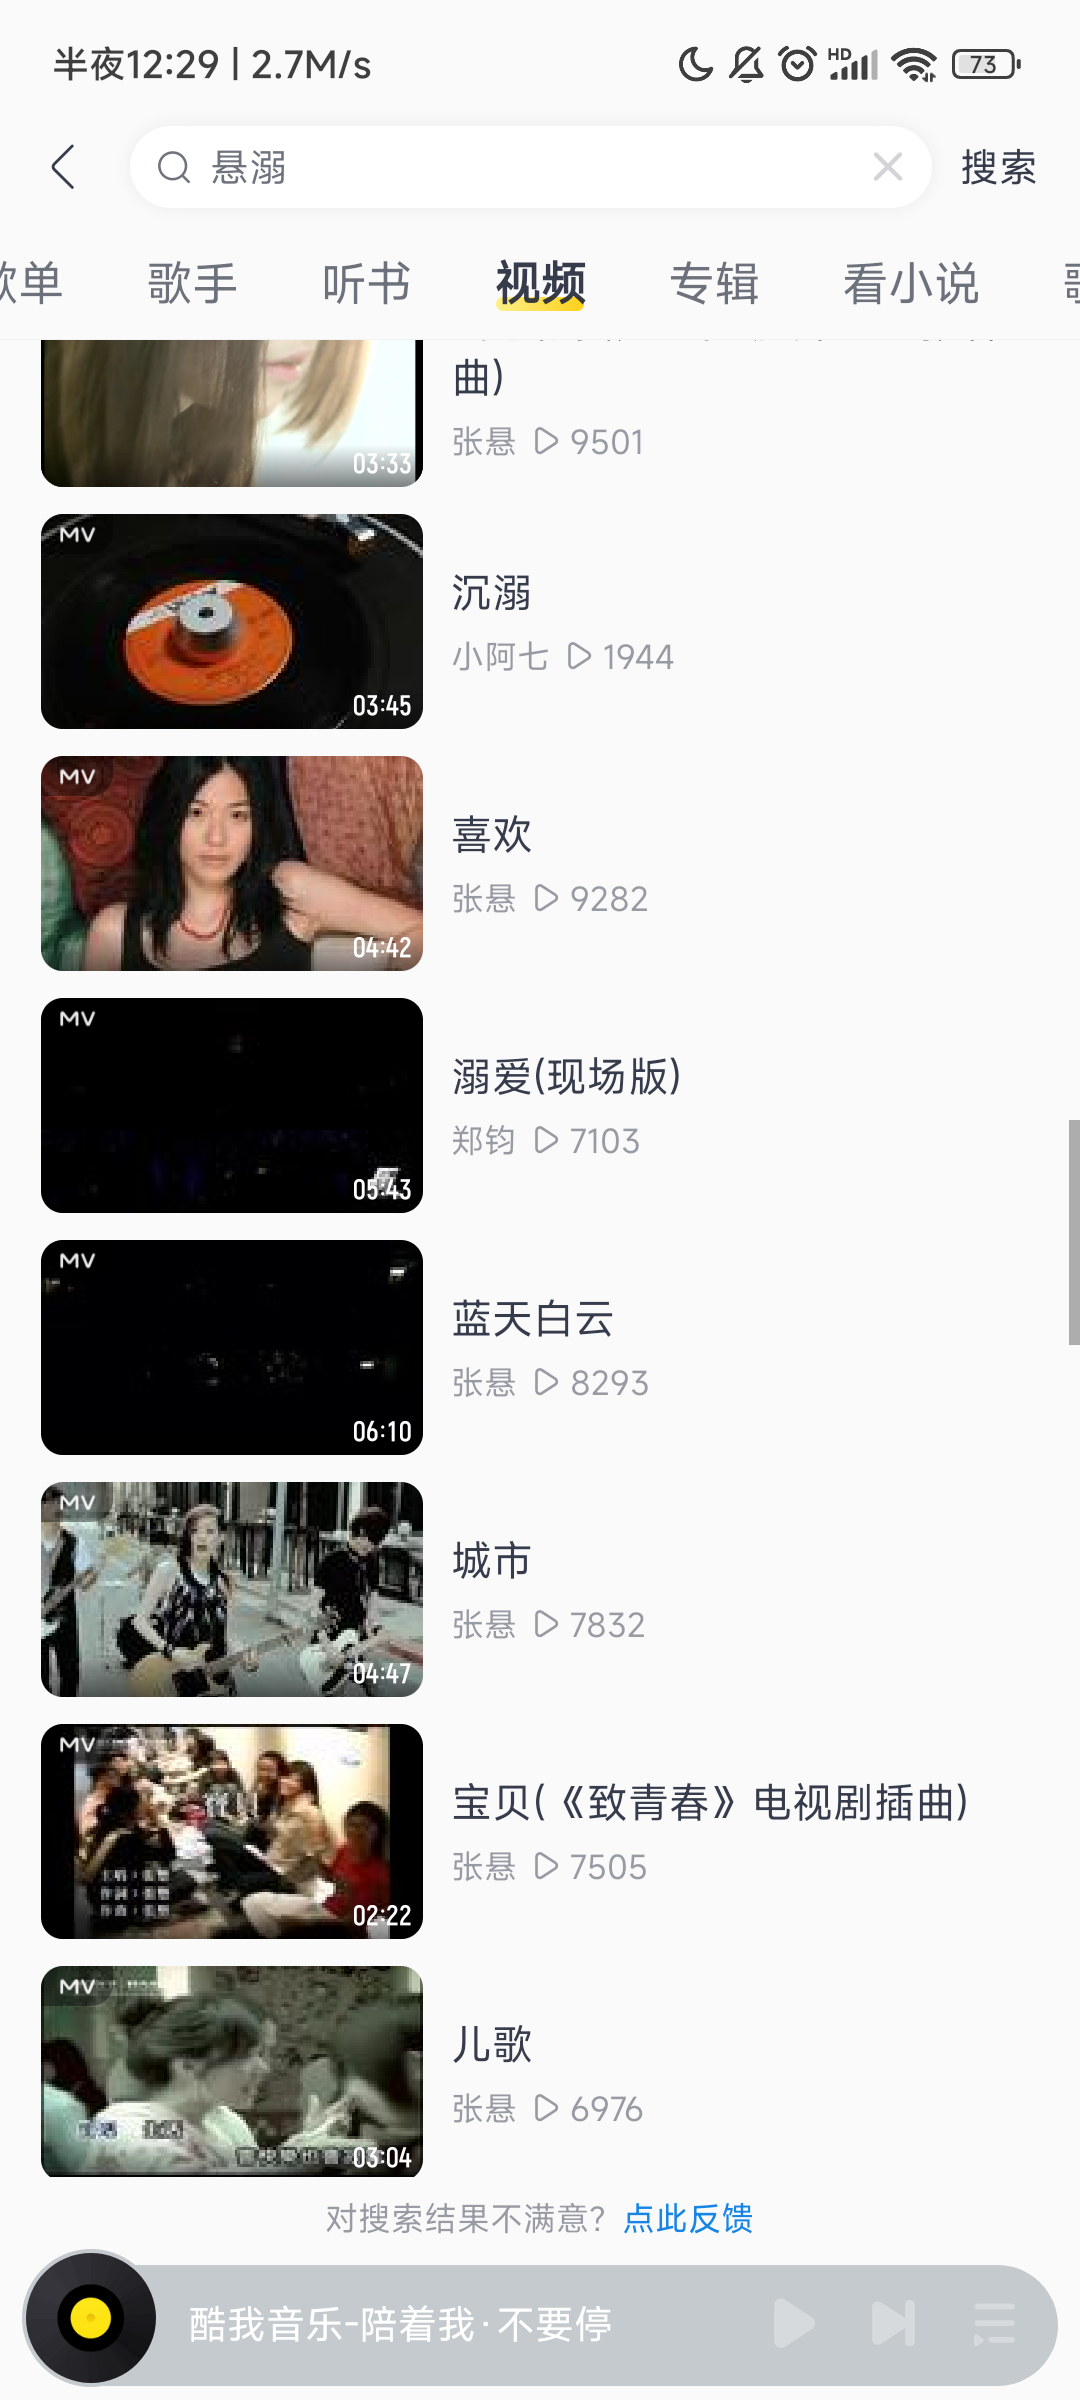 半夜12:29 | 2.7M/s
HD
73
悬溺
搜索
歌单 歌手 听书 视频 专辑 看小说
曲)
张悬 9501
03:33
MV
沉溺
小阿七 1944
03:45
MV
喜欢
张悬 9282
04:42
MV
溺爱(现场版)
郑钧 7103
05:43
MV
蓝天白云
张悬 8293
06:10
MV
城市
张悬 7832
04:47
MV
宝贝(《致青春》电视剧插曲)
张悬 7505
02:22
MV
儿歌
张悬 6976
03:04
对搜索结果不满意？点此反馈
酷我音乐-陪着我·不要停